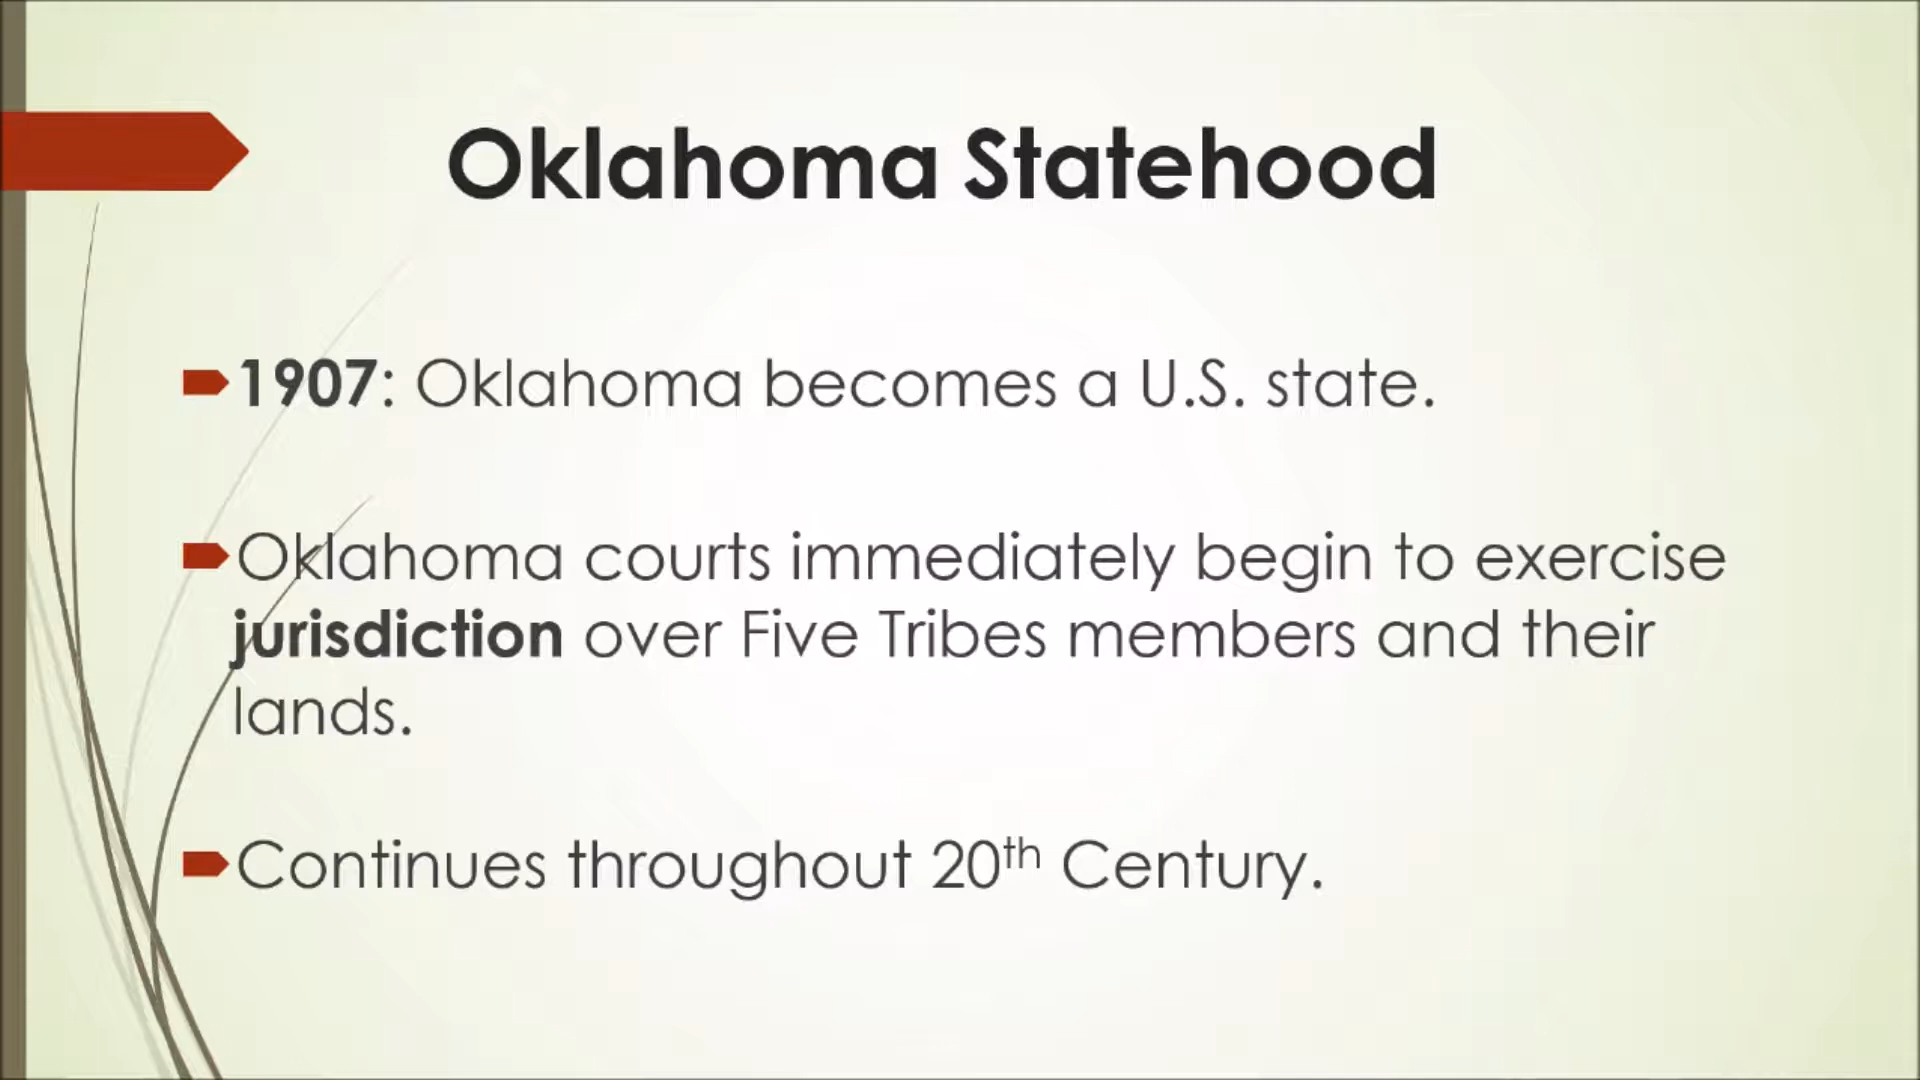 Oklahoma Statehood
1907: Oklahoma becomes a U.S. state.
Oklahoma courts immediately begin to exercise
jurisdiction over Five Tribes members and their
lands.
Continues throughout 20th Century.